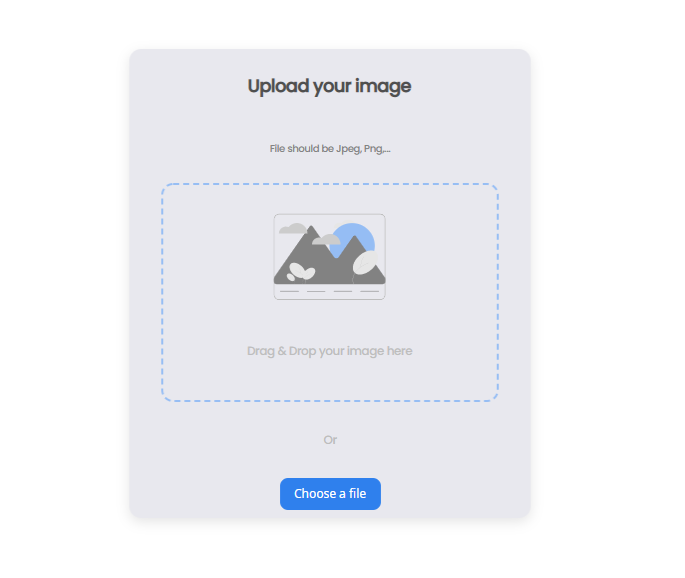 Upload your image
File should be Jpeg, Png,...
Drag & Drop your image here
Or
Choose a file